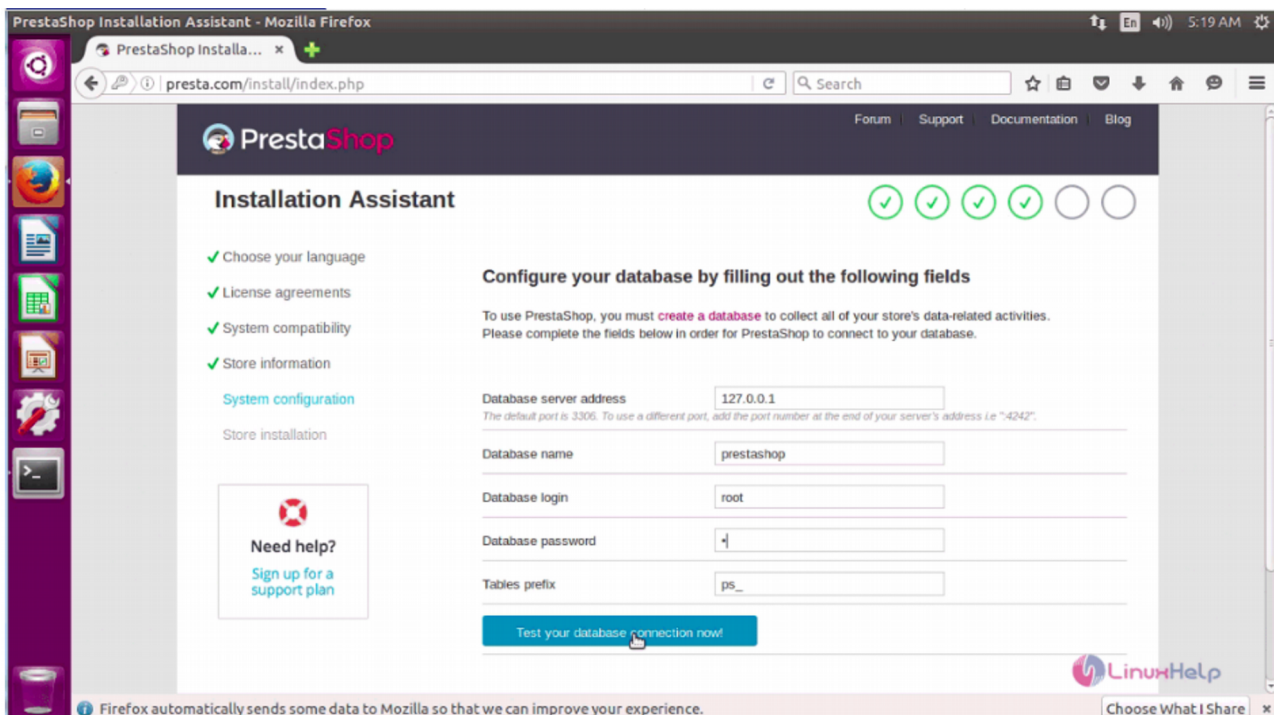 PrestaShop Installation Assistant - Mozilla Firefox
En
5:19 AM
PrestaShop Installa... ×
presta.com/install/index.php
Search
PrestaShop
Forum
Support
Documentation
Blog
Installation Assistant
Choose your language
License agreements
System compatibility
Store information
System configuration
Store installation
Need help?
Sign up for a
support plan
Configure your database by filling out the following fields
To use PrestaShop, you must create a database to collect all of your store's data-related activities.
Please complete the fields below in order for PrestaShop to connect to your database.
Database server address
127.0.0.1
The default port is 3306. To use a different port, add the port number at the end of your server's address i.e ":4242".
Database name
prestashop
Database login
root
Database password
•
Tables prefix
ps_
Test your database connection now!
LinuxHelp
Firefox automatically sends some data to Mozilla so that we can improve your experience.
Choose What I Share ×